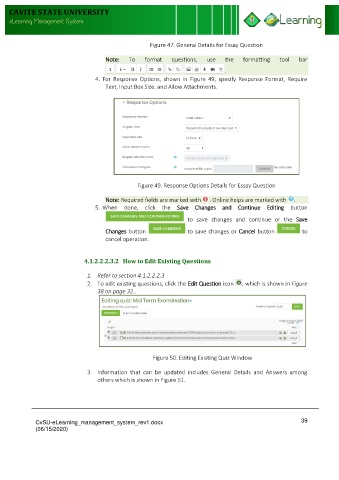 CAVITE STATE UNIVERSITY
eLearning Management System
eLearning
Figure 47. General Details for Essay Question
Note: To format questions, use the formatting tool bar
4. For Response Options, shown in Figure 49, specify Response Format, Require
Text, Input Box Size, and Allow Attachments.
Response Options
Response format
Require text
Input box size
Allow attachments
Require attachments
Accepted file types
Figure 49. Response Options Details for Essay Question
Note: Required fields are marked with . Online helps are marked with .
5. When done, click the Save Changes and Continue Editing button
SAVE CHANGES AND CONTINUE EDITING to save changes and continue or the Save
Changes button SAVE CHANGES to save changes or Cancel button CANCEL to
cancel operation.
4.1.2.2.2.3.2 How to Edit Existing Questions
1. Refer to section 4.1.2.2.2.3
2. To edit existing questions, click the Edit Question icon , which is shown in Figure
38 on page 32..
Editing quiz: Mid Term Examination
Figure 50. Editing Existing Quiz Window
3. Information that can be updated includes General Details and Answers among
others which is shown in Figure 51.
CvSU-eLearning_management_system_rev1.docx
39
(06/15/2020)